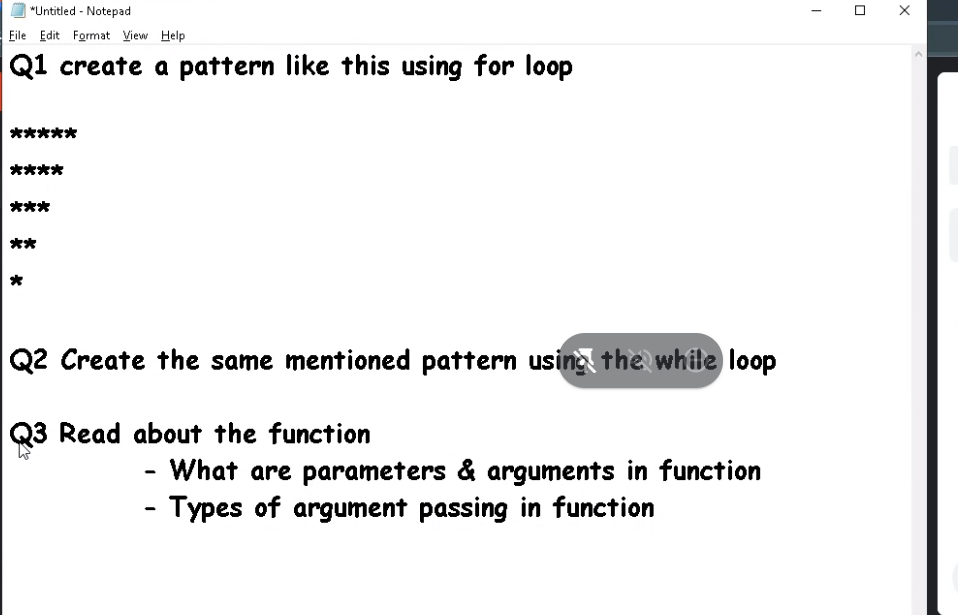 *Untitled - Notepad
File Edit Format View Help
Q1 create a pattern like this using for loop
*****
****
***
**
*
Q2 Create the same mentioned pattern using the while loop
Q3 Read about the function
- What are parameters & arguments in function
- Types of argument passing in function